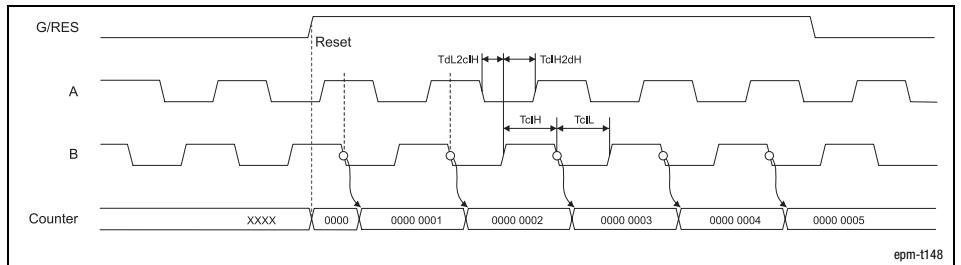 G/RES
Reset
TdL2clH TclH2dH
A
TclH TclL
B
Counter XXXX 0000 0000 0001 0000 0002 0000 0003 0000 0004 0000 0005
epm-t148